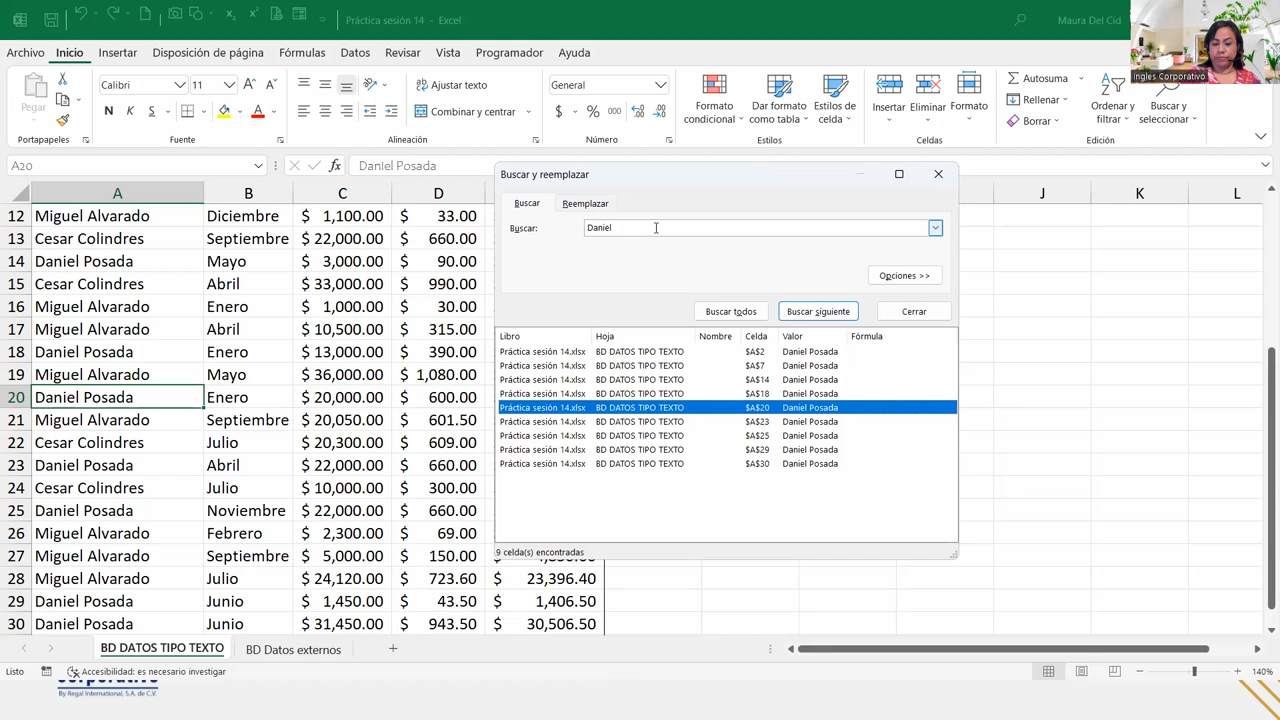 Práctica sesión 14 - Excel
Maura Del Cid
Archivo Inicio Insertar Disposición de página Fórmulas Datos Revisar Vista Programador Ayuda
Ingles Corporativo
Pegar
Calibri 11
N K S
Ajustar texto
Combinar y centrar
General
$ % 000
Formato condicional
Dar formato como tabla
Estilos de celda
Insertar Eliminar Formato
Autosuma
Rellenar
Borrar
Ordenar y filtrar
Buscar y seleccionar
Portapapeles Fuente Alineación Número Estilos Celdas Edición
A20 fx Daniel Posada
A B C D J K L
12 Miguel Alvarado Diciembre $ 1,100.00 $ 33.00
13 Cesar Colindres Septiembre $ 22,000.00 $ 660.00
14 Daniel Posada Mayo $ 3,000.00 $ 90.00
15 Cesar Colindres Abril $ 33,000.00 $ 990.00
16 Miguel Alvarado Enero $ 1,000.00 $ 30.00
17 Miguel Alvarado Abril $ 10,500.00 $ 315.00
18 Daniel Posada Enero $ 13,000.00 $ 390.00
19 Miguel Alvarado Mayo $ 36,000.00 $ 1,080.00
20 Daniel Posada Enero $ 20,000.00 $ 600.00
21 Miguel Alvarado Septiembre $ 20,050.00 $ 601.50
22 Cesar Colindres Julio $ 20,300.00 $ 609.00
23 Daniel Posada Abril $ 22,000.00 $ 660.00
24 Cesar Colindres Julio $ 10,000.00 $ 300.00
25 Daniel Posada Noviembre $ 22,000.00 $ 660.00
26 Miguel Alvarado Febrero $ 2,300.00 $ 69.00
27 Miguel Alvarado Septiembre $ 5,000.00 $ 150.00
28 Miguel Alvarado Julio $ 24,120.00 $ 723.60 $ 23,396.40
29 Daniel Posada Junio $ 1,450.00 $ 43.50 $ 1,406.50
30 Daniel Posada Junio $ 31,450.00 $ 943.50 $ 30,506.50
Buscar y reemplazar
Buscar Reemplazar
Buscar: Daniel
Opciones >>
Buscar todos Buscar siguiente Cerrar
Libro Hoja Nombre Celda Valor Fórmula
Práctica sesión 14.xlsx BD DATOS TIPO TEXTO $A$2 Daniel Posada
Práctica sesión 14.xlsx BD DATOS TIPO TEXTO $A$7 Daniel Posada
Práctica sesión 14.xlsx BD DATOS TIPO TEXTO $A$14 Daniel Posada
Práctica sesión 14.xlsx BD DATOS TIPO TEXTO $A$18 Daniel Posada
Práctica sesión 14.xlsx BD DATOS TIPO TEXTO $A$20 Daniel Posada
Práctica sesión 14.xlsx BD DATOS TIPO TEXTO $A$23 Daniel Posada
Práctica sesión 14.xlsx BD DATOS TIPO TEXTO $A$25 Daniel Posada
Práctica sesión 14.xlsx BD DATOS TIPO TEXTO $A$29 Daniel Posada
Práctica sesión 14.xlsx BD DATOS TIPO TEXTO $A$30 Daniel Posada
9 celda(s) encontradas
BD DATOS TIPO TEXTO BD Datos externos
Listo Accesibilidad: es necesario investigar 140%
By Regal International, S.A. de C.V.